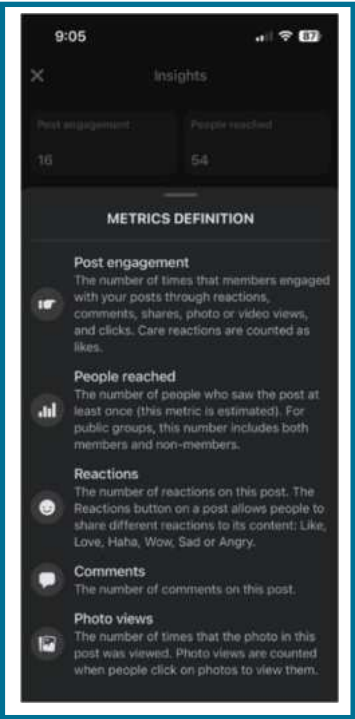 9:05
87
Insights
Post engagement
People reached
16
54
METRICS DEFINITION
Post engagement
The number of times that members engaged
with your posts through reactions,
comments, shares, photo or video views,
and clicks. Care reactions are counted as
likes.
People reached
The number of people who saw the post at
least once (this metric is estimated). For
public groups, this number includes both
members and non-members.
Reactions
The number of reactions on this post. The
Reactions button on a post allows people to
share different reactions to its content: Like,
Love, Haha, Wow, Sad or Angry.
Comments
The number of comments on this post.
Photo views
The number of times that the photo in this
post was viewed. Photo views are counted
when people click on photos to view them.